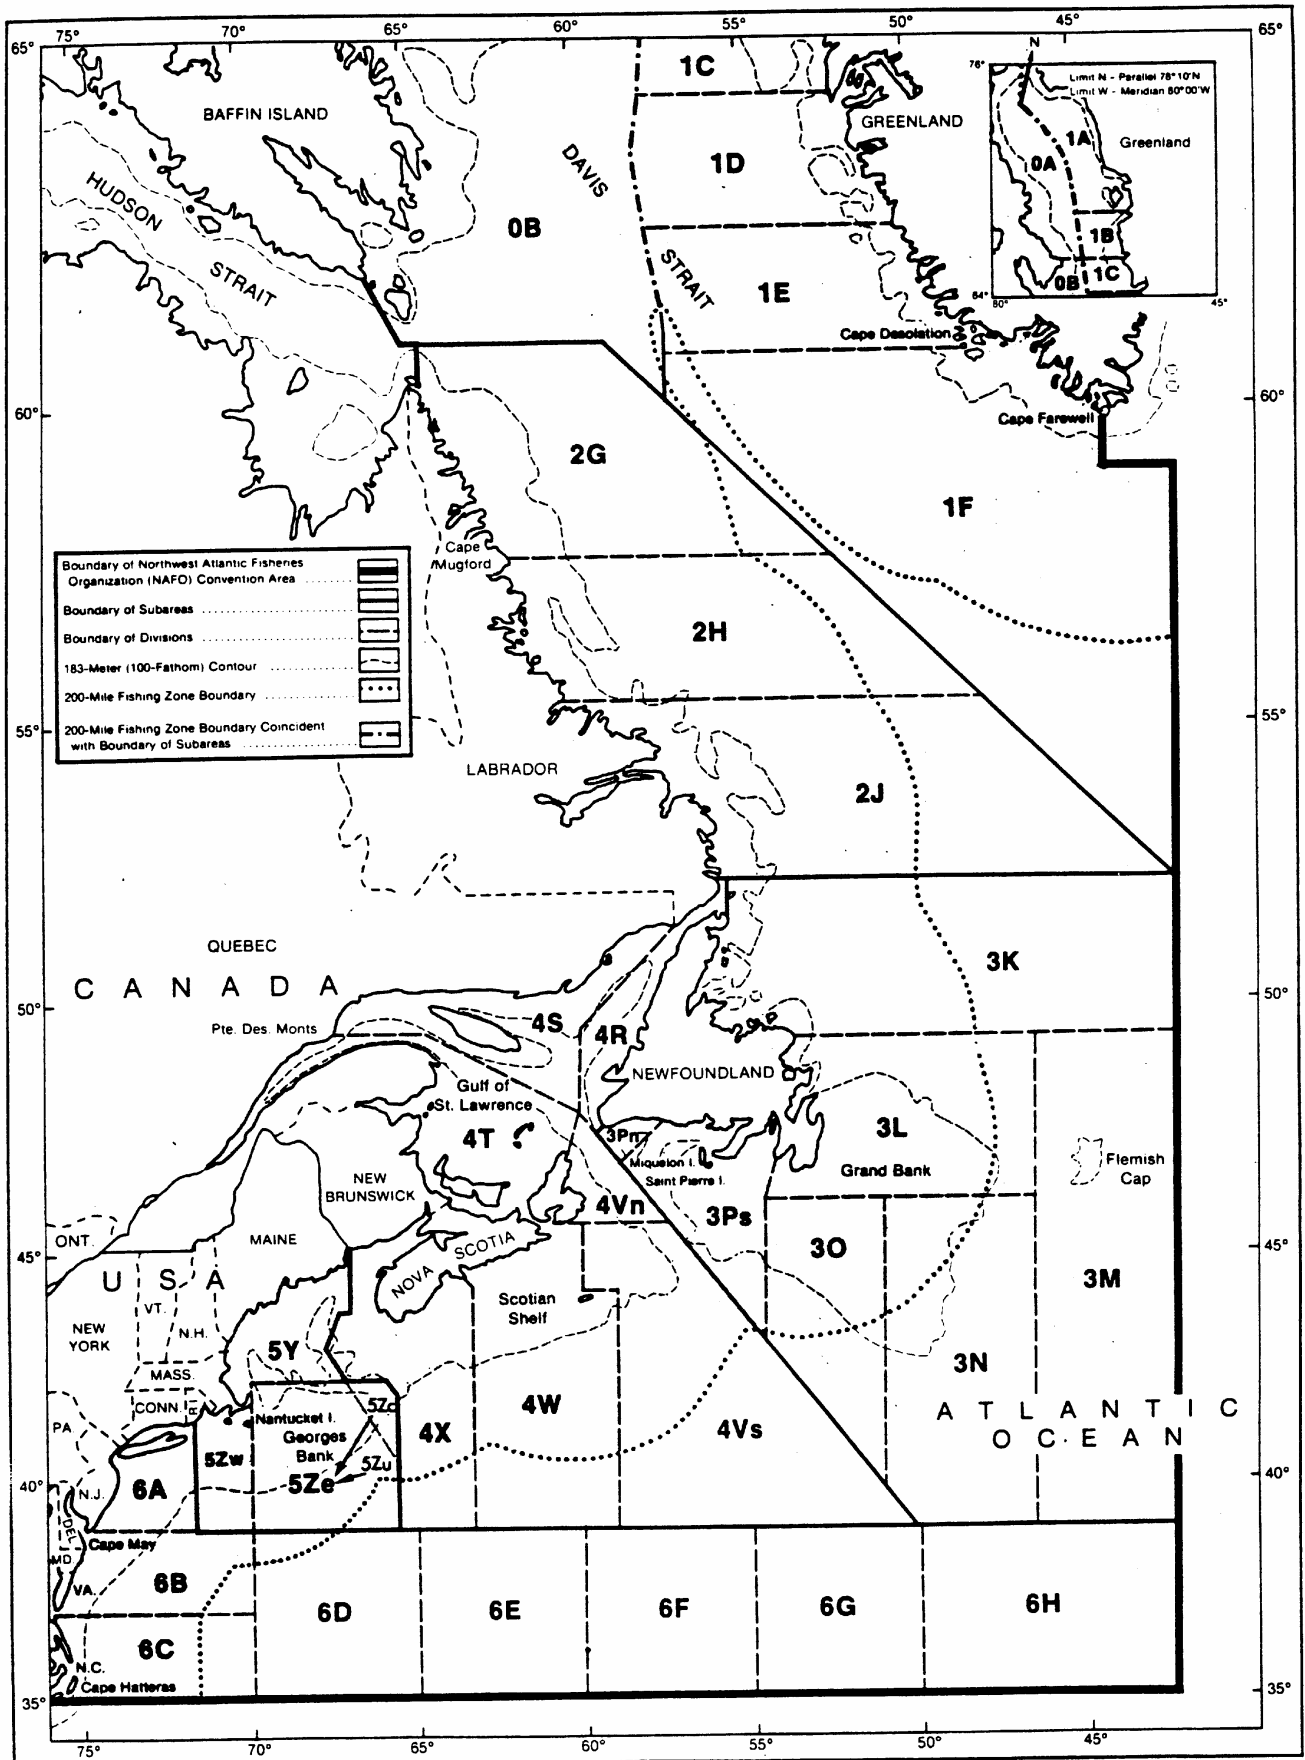 75° 70° 65° 60° 55° 50° 45°
65° 65°
1C
N
76°
Limit N - Parallel 78°10'N
Limit W - Meridian 60°00'W
BAFFIN ISLAND
GREENLAND
1A
Greenland
0A
DAVIS
1D
HUDSON
0B
1B
STRAIT
STRAIT
1E
1C
0B
64°
80°
45°
Cape Desolation
60° 60°
Cape Farewell
2G
1F
Cape
Mugford
Boundary of Northwest Atlantic Fisheries
Organization (NAFO) Convention Area
Boundary of Subareas
Boundary of Divisions
183-Meter (100-Fathom) Contour
200-Mile Fishing Zone Boundary
200-Mile Fishing Zone Boundary Coincident
with Boundary of Subareas
2H
55° 55°
LABRADOR
2J
QUEBEC
3K
CANADA
50° 50°
Pte. Des. Monts
4S
4R
NEWFOUNDLAND
Gulf of
St. Lawrence
4T
3L
3Pn
Miquelon I.
Saint Pierre I.
Grand Bank
Flemish
Cap
NEW
BRUNSWICK
4Vn
3Ps
ONT.
MAINE
NOVA SCOTIA
3O
45° 45°
USA
3M
VT.
Scotian
Shelf
NEW
YORK
N.H.
5Y
3N
MASS.
CONN.
R.I.
5Zc
4W
ATLANTIC
OCEAN
PA.
Nantucket I.
Georges
Bank
4X
4Vs
5Zw
5Zu
5Ze
6A
40° 40°
N.J.
DEL.
Cape May
MD.
VA.
6B
6D
6E
6F
6G
6H
6C
N.C.
Cape Hatteras
35° 35°
75° 70° 65° 60° 55° 50° 45°